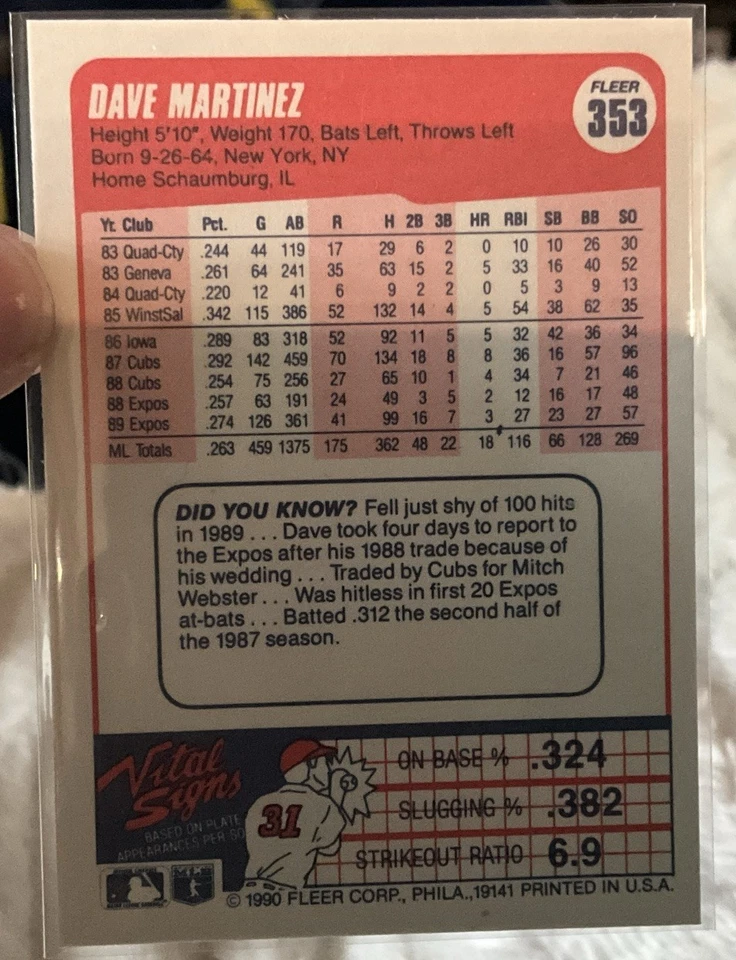 DAVE MARTINEZ
FLEER
353
Height 5'10", Weight 170, Bats Left, Throws Left
Born 9-26-64, New York, NY
Home Schaumburg, IL
Yr. Club Pct. G AB R H 2B 3B HR RBI SB BB SO
83 Quad-Cty .244 44 119 17 29 6 2 0 10 10 26 30
83 Geneva .261 64 241 35 63 15 2 5 33 16 40 52
84 Quad-Cty .220 12 41 6 9 2 2 0 5 3 9 13
85 WinstSal .342 115 386 52 132 14 4 5 54 38 62 35
86 Iowa .289 83 318 52 92 11 5 5 32 42 36 34
87 Cubs .292 142 459 70 134 18 8 8 36 16 57 96
88 Cubs .254 75 256 27 65 10 1 4 34 7 21 46
88 Expos .257 63 191 24 49 3 5 2 12 16 17 48
89 Expos .274 126 361 41 99 16 7 3 27 23 27 57
ML Totals .263 459 1375 175 362 48 22 18 116 66 128 269
DID YOU KNOW? Fell just shy of 100 hits
in 1989 . . . Dave took four days to report to
the Expos after his 1988 trade because of
his wedding . . . Traded by Cubs for Mitch
Webster . . . Was hitless in first 20 Expos
at-bats . . . Batted .312 the second half of
the 1987 season.
Vital
Signs
BASED ON PLATE
APPEARANCES PER SO
31
ON BASE % .324
SLUGGING % .382
STRIKEOUT RATIO 6.9
© 1990 FLEER CORP., PHILA., 19141 PRINTED IN U.S.A.